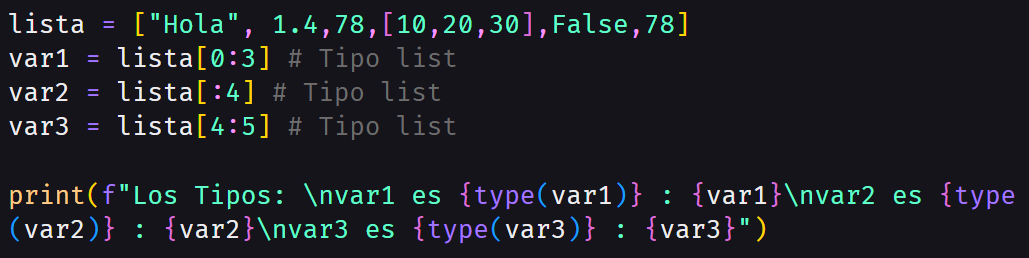 lista = ["Hola", 1.4,78,[10,20,30],False,78]
var1 = lista[0:3] # Tipo list
var2 = lista[:4] # Tipo list
var3 = lista[4:5] # Tipo list
print(f"Los Tipos: \nvar1 es {type(var1)} : {var1}\nvar2 es {type
(var2)} : {var2}\nvar3 es {type(var3)} : {var3}")